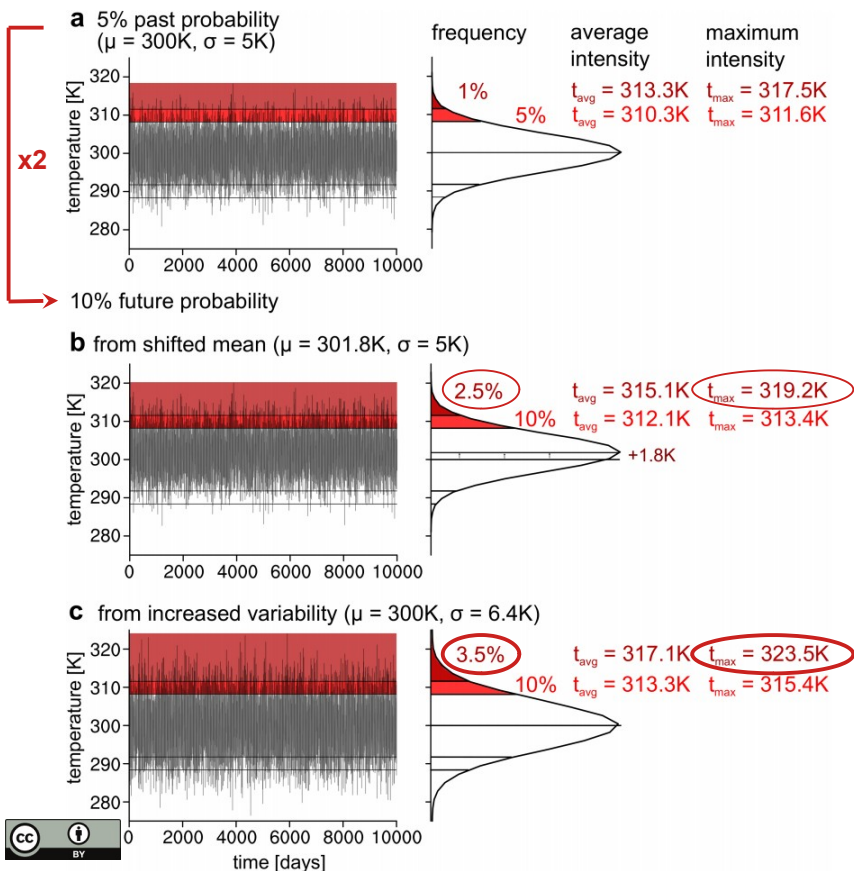 a 5% past probability
(μ = 300K, σ = 5K)
frequency
average
intensity
maximum
intensity
temperature [K]
320
310
300
290
280
0 2000 4000 6000 8000 10000
1%
5%
t_avg = 313.3K t_max = 317.5K
t_avg = 310.3K t_max = 311.6K
x2
10% future probability
b from shifted mean (μ = 301.8K, σ = 5K)
temperature [K]
320
310
300
290
280
0 2000 4000 6000 8000 10000
2.5%
10%
t_avg = 315.1K t_max = 319.2K
t_avg = 312.1K t_max = 313.4K
+1.8K
c from increased variability (μ = 300K, σ = 6.4K)
temperature [K]
320
310
300
290
280
0 2000 4000 6000 8000 10000
time [days]
3.5%
10%
t_avg = 317.1K t_max = 323.5K
t_avg = 313.3K t_max = 315.4K
cc
BY